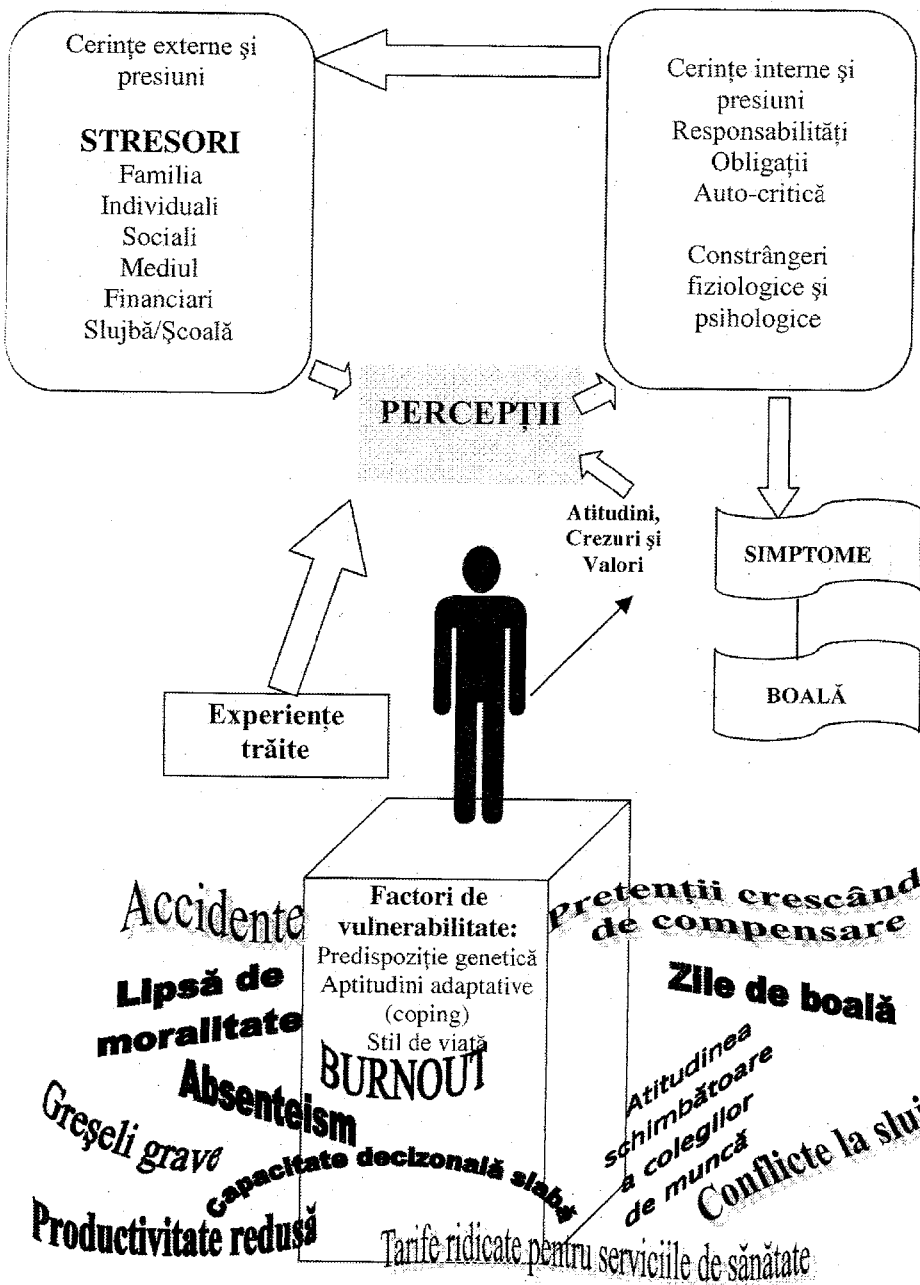 Cerințe externe și
presiuni
STRESORI
Familia
Individuali
Sociali
Mediul
Financiari
Slujbă/Școală
Cerințe interne și
presiuni
Responsabilități
Obligații
Auto-critică
Constrângeri
fiziologice și
psihologice
PERCEPȚII
Atitudini,
Crezuri și
Valori
SIMPTOME
BOALĂ
Experiențe
trăite
Factori de
vulnerabilitate:
Predispoziție genetică
Aptitudini adaptative
(coping)
Stil de viață
BURNOUT
Accidente
Lipsă de
moralitate
Absenteism
Greșeli grave
Capacitate decizonală slabă
Productivitate redusă
Pretenții crescând
de compensare
Zile de boală
Atitudinea
schimbătoare
a colegilor
de muncă
Conflicte la
Tarife ridicate pentru serviciile de sănătate